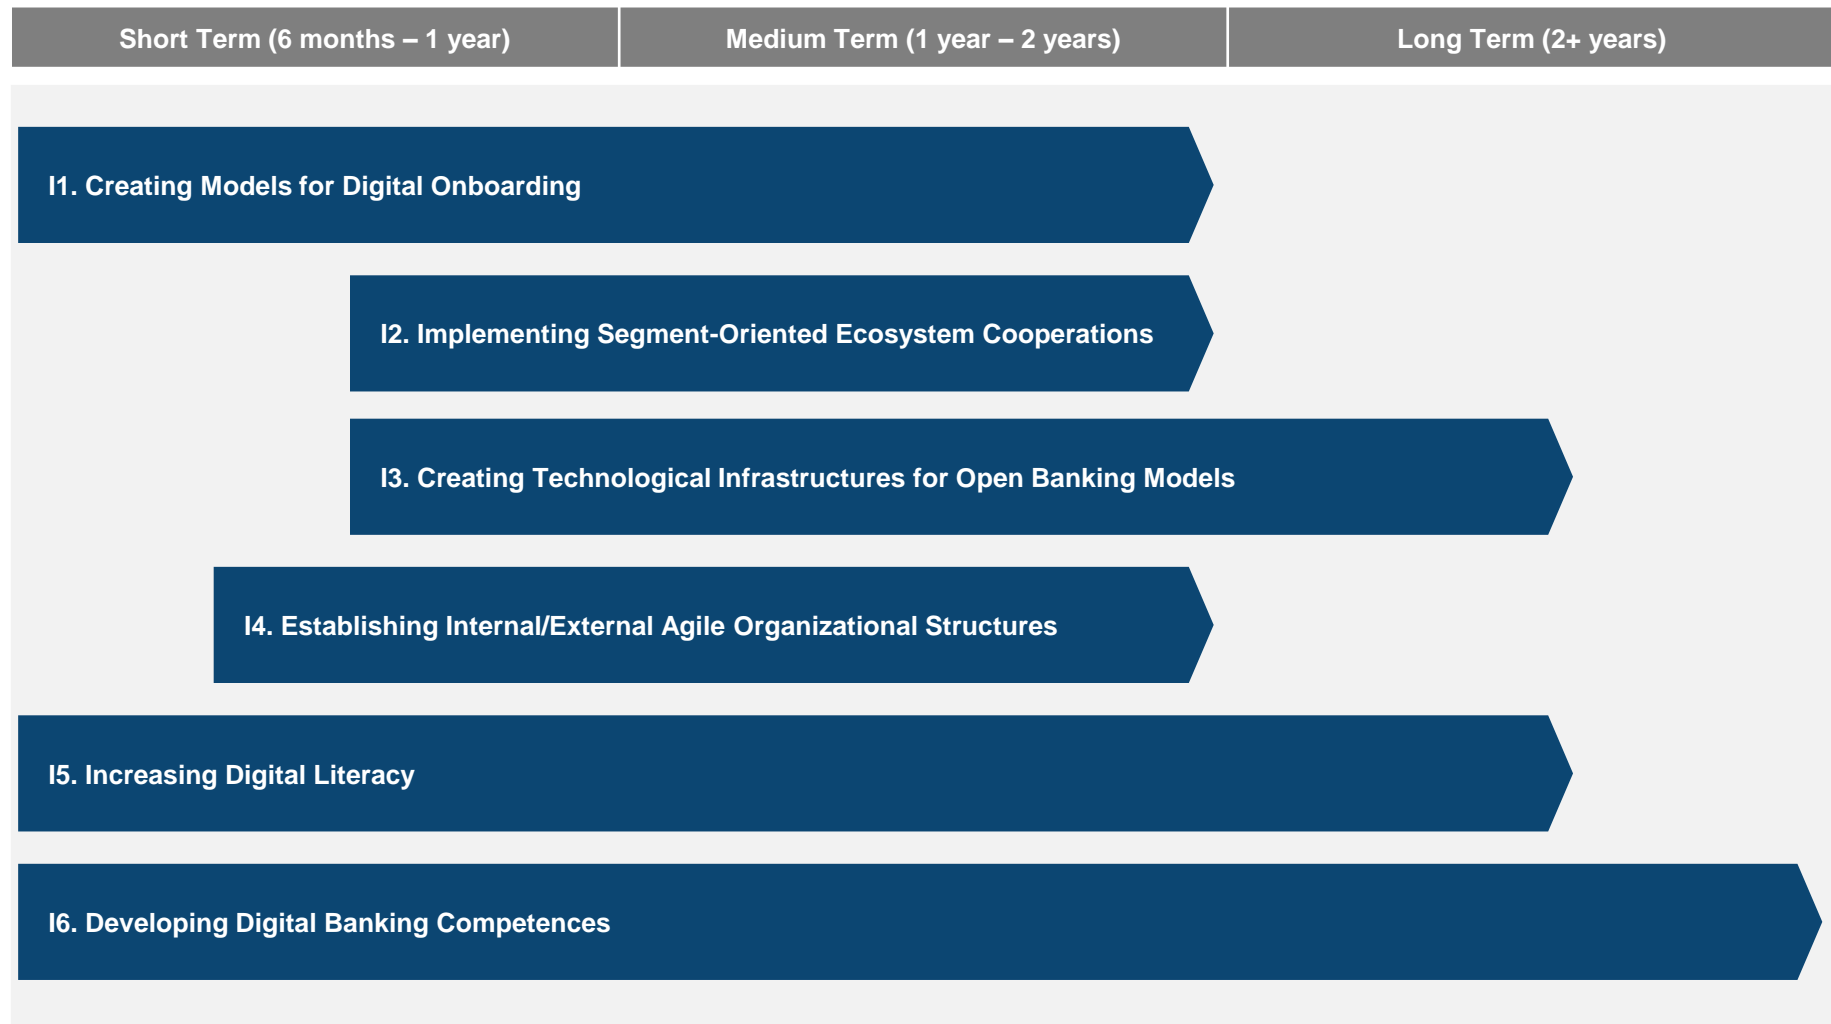 Short Term (6 months – 1 year)
Medium Term (1 year – 2 years)
Long Term (2+ years)
I1. Creating Models for Digital Onboarding
I2. Implementing Segment-Oriented Ecosystem Cooperations
I3. Creating Technological Infrastructures for Open Banking Models
I4. Establishing Internal/External Agile Organizational Structures
I5. Increasing Digital Literacy
I6. Developing Digital Banking Competences